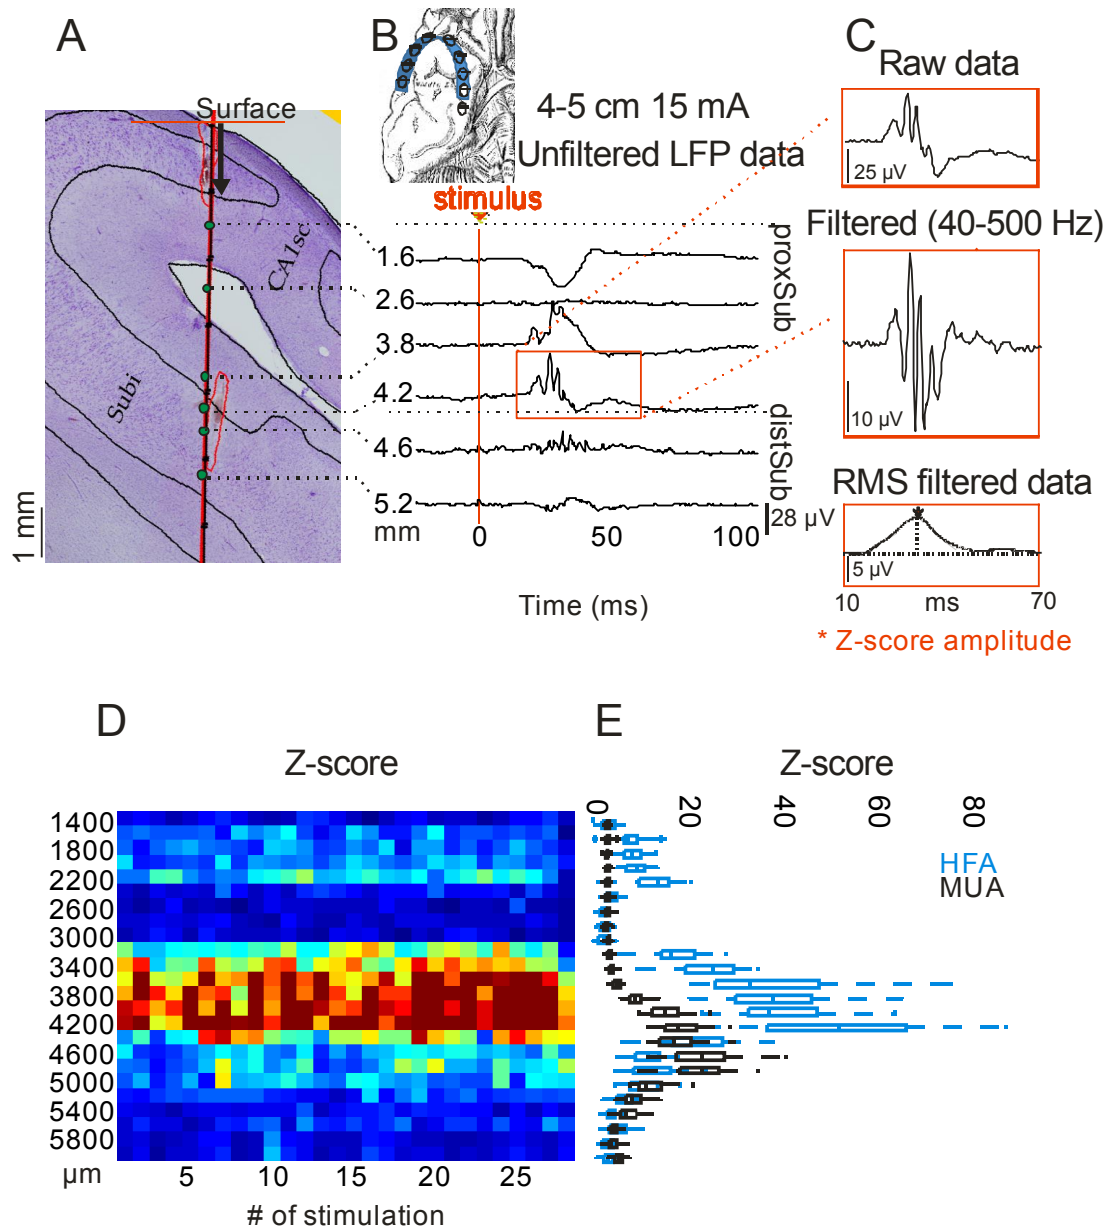 A
Surface
CA1sc
Subi
1 mm
B
4-5 cm 15 mA
Unfiltered LFP data
stimulus
1.6
2.6
3.8
4.2
4.6
5.2
mm
0
50
100
proxSub
distSub
28 µV
Time (ms)
C
Raw data
25 µV
Filtered (40-500 Hz)
10 µV
RMS filtered data
5 µV
10
ms
70
* Z-score amplitude
D
Z-score
1400
1800
2200
2600
3000
3400
3800
4200
4600
5000
5400
5800
µm
5
10
15
20
25
# of stimulation
E
Z-score
0
20
40
60
80
HFA
MUA